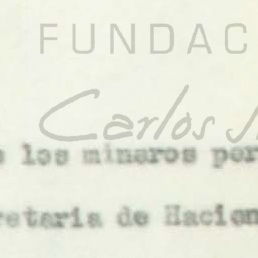 FUNDAC
Carlos
s los mineros per
retaria de Hacien